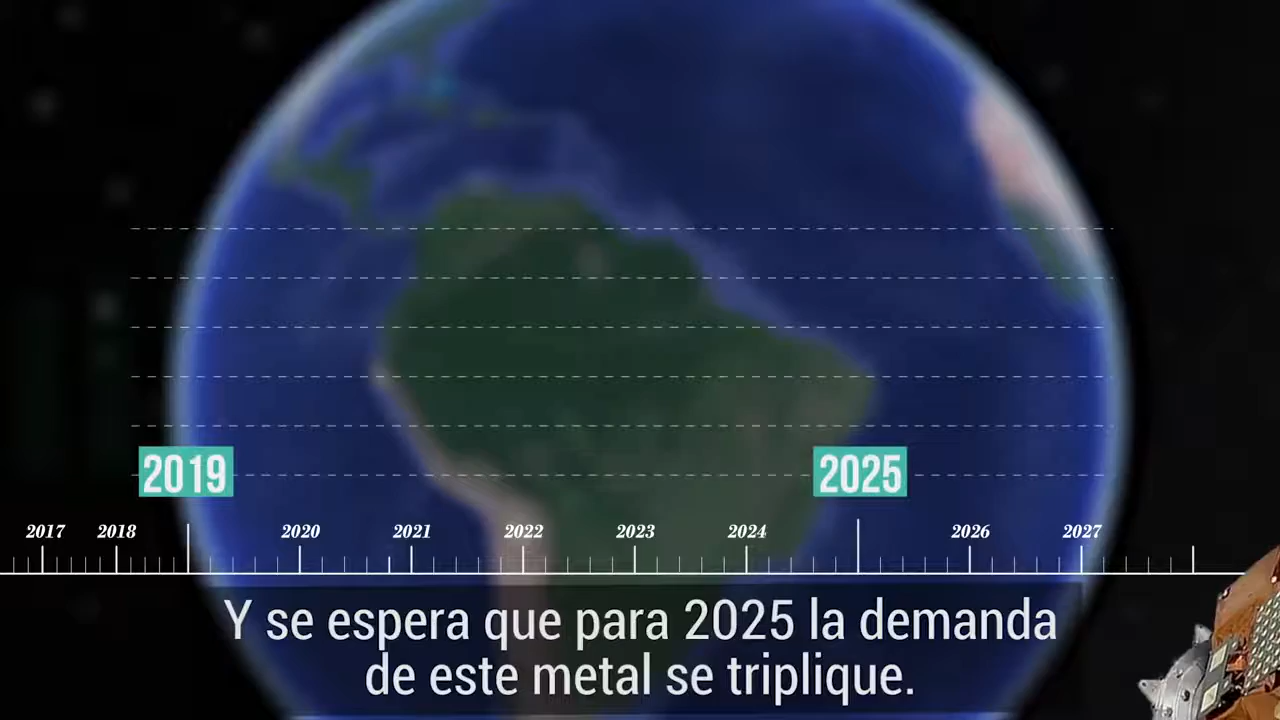 2019 2025
2017 2018 2020 2021 2022 2023 2024 2026 2027
Y se espera que para 2025 la demanda
de este metal se triplique.